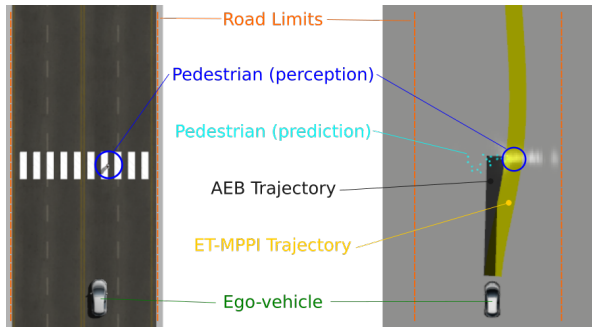 Road Limits
Pedestrian (perception)
Pedestrian (prediction)
AEB Trajectory
ET-MPPI Trajectory
Ego-vehicle